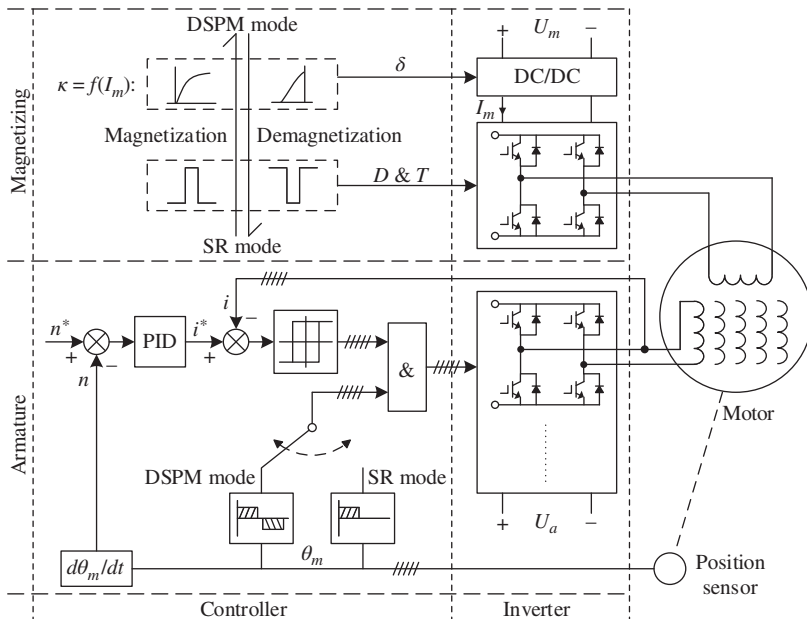 DSPM mode
+ U_m −
κ = f(I_m):
δ
DC/DC
I_m
Magnetization
Demagnetization
Magnetizing
D & T
SR mode
i
−
n*
+
PID
i*
+
&
n
−
Motor
Armature
DSPM mode
SR mode
+ U_a −
θ_m
dθ_m/dt
Position
sensor
Controller
Inverter